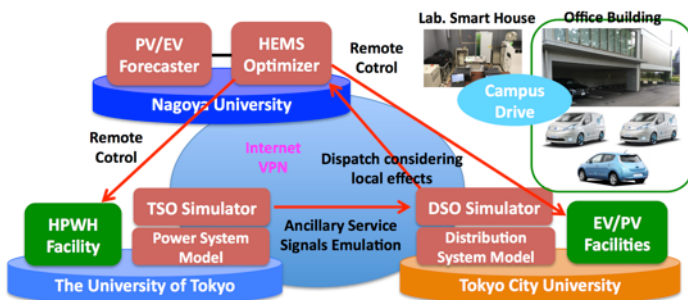 Lab. Smart House
Office Building
PV/EV
Forecaster
HEMS
Optimizer
Remote
Cotrol
Campus
Drive
Nagoya University
Remote
Cotrol
Internet
VPN
Dispatch considering
local effects
HPWH
Facility
TSO Simulator
Power System
Model
Ancillary Service
Signals Emulation
DSO Simulator
Distribution
System Model
EV/PV
Facilities
The University of Tokyo
Tokyo City University